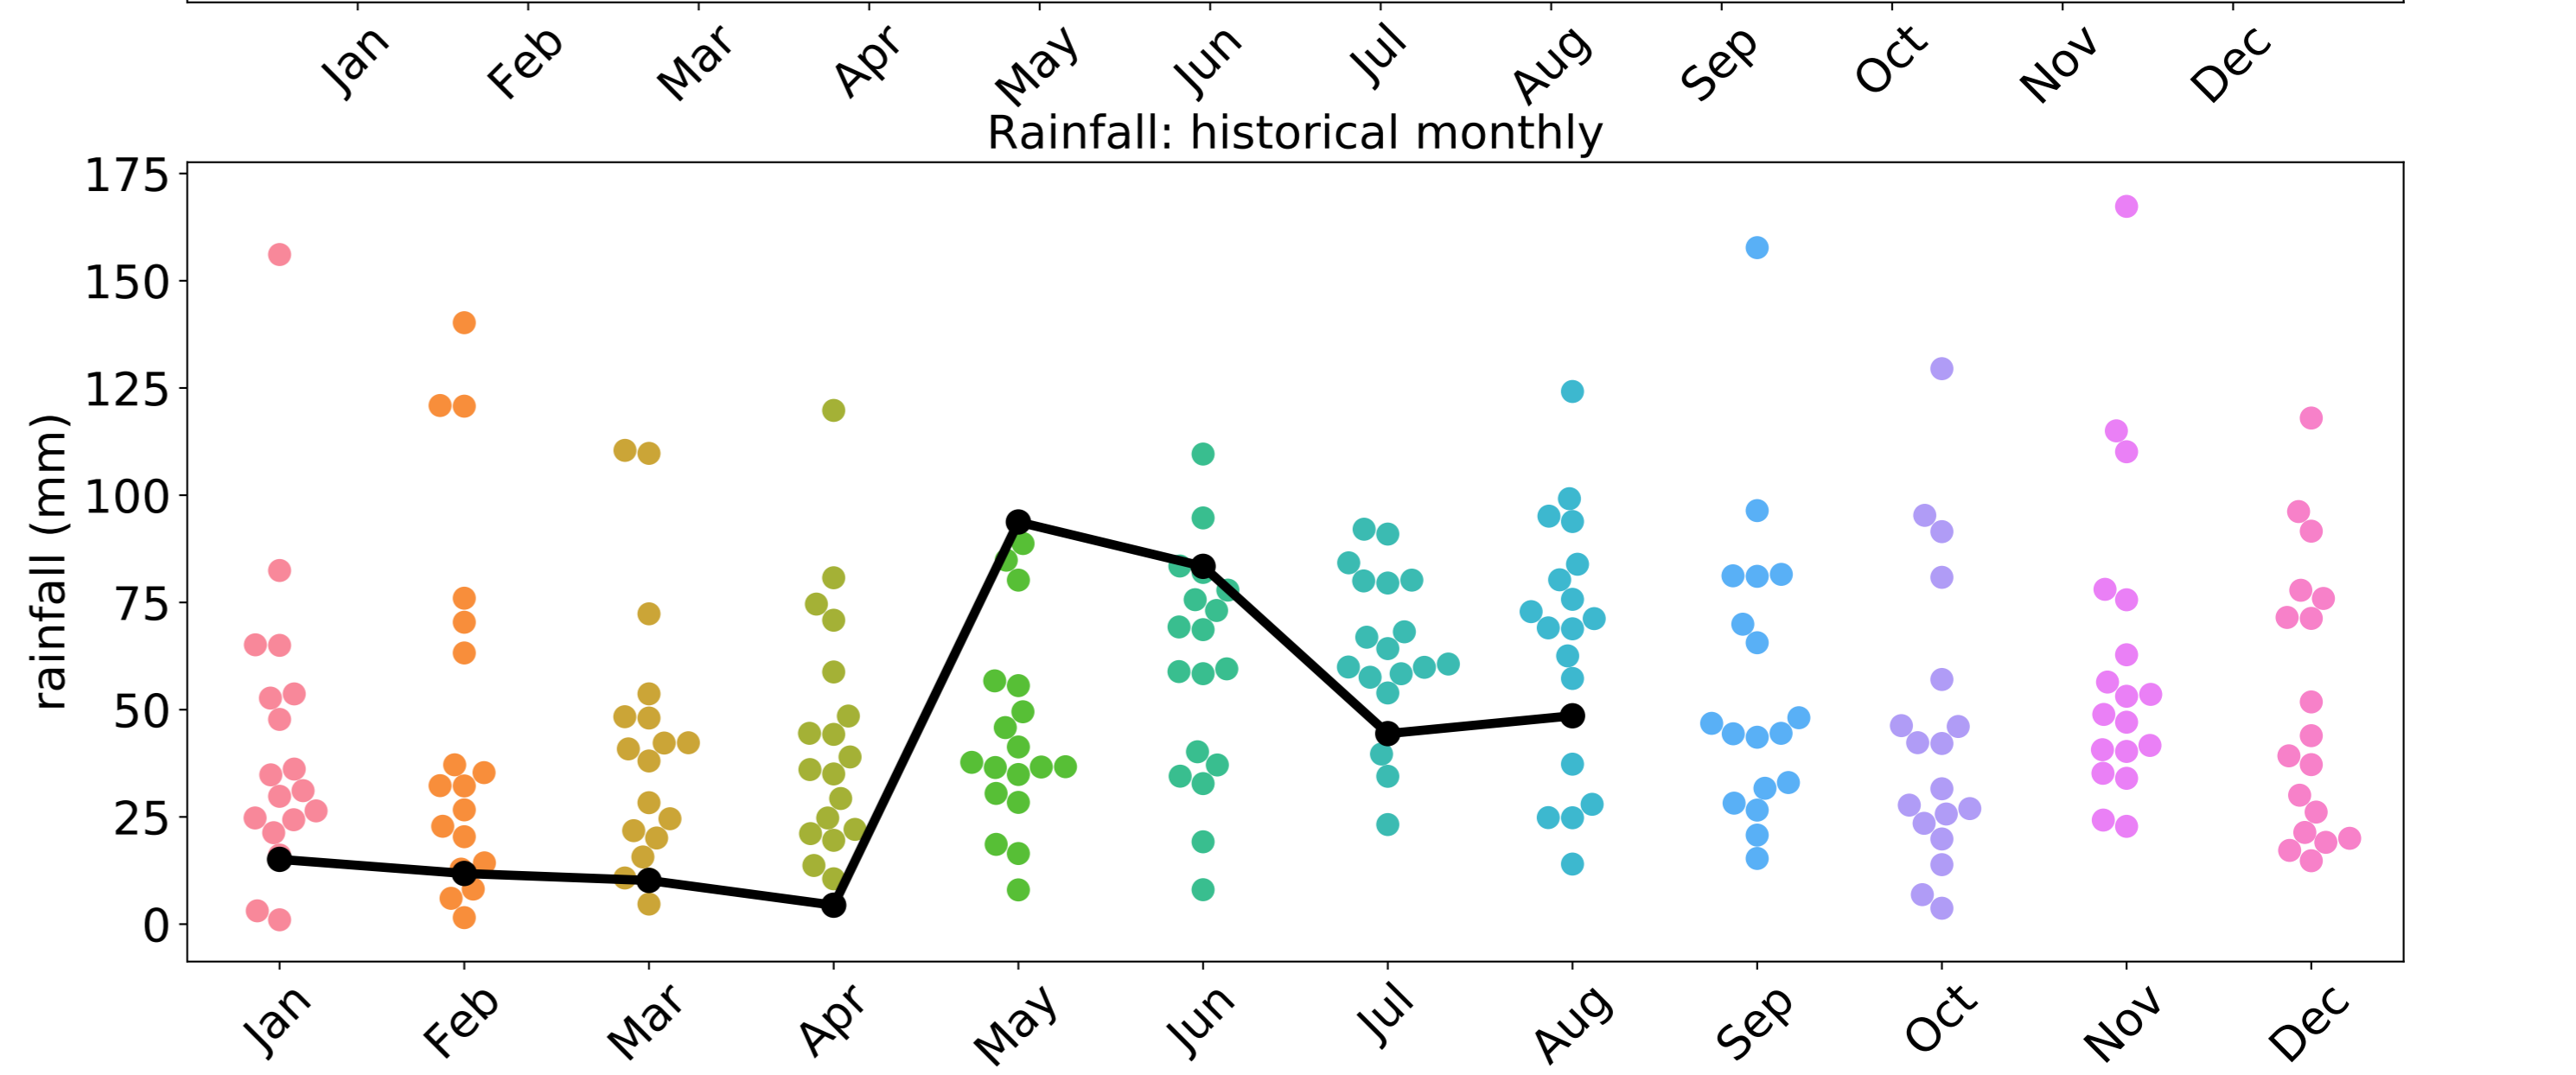 Jan Feb Mar Apr May Jun Jul Aug Sep Oct Nov Dec
Rainfall: historical monthly
175
150
125
100
75
50
25
0
rainfall (mm)
Jan Feb Mar Apr May Jun Jul Aug Sep Oct Nov Dec